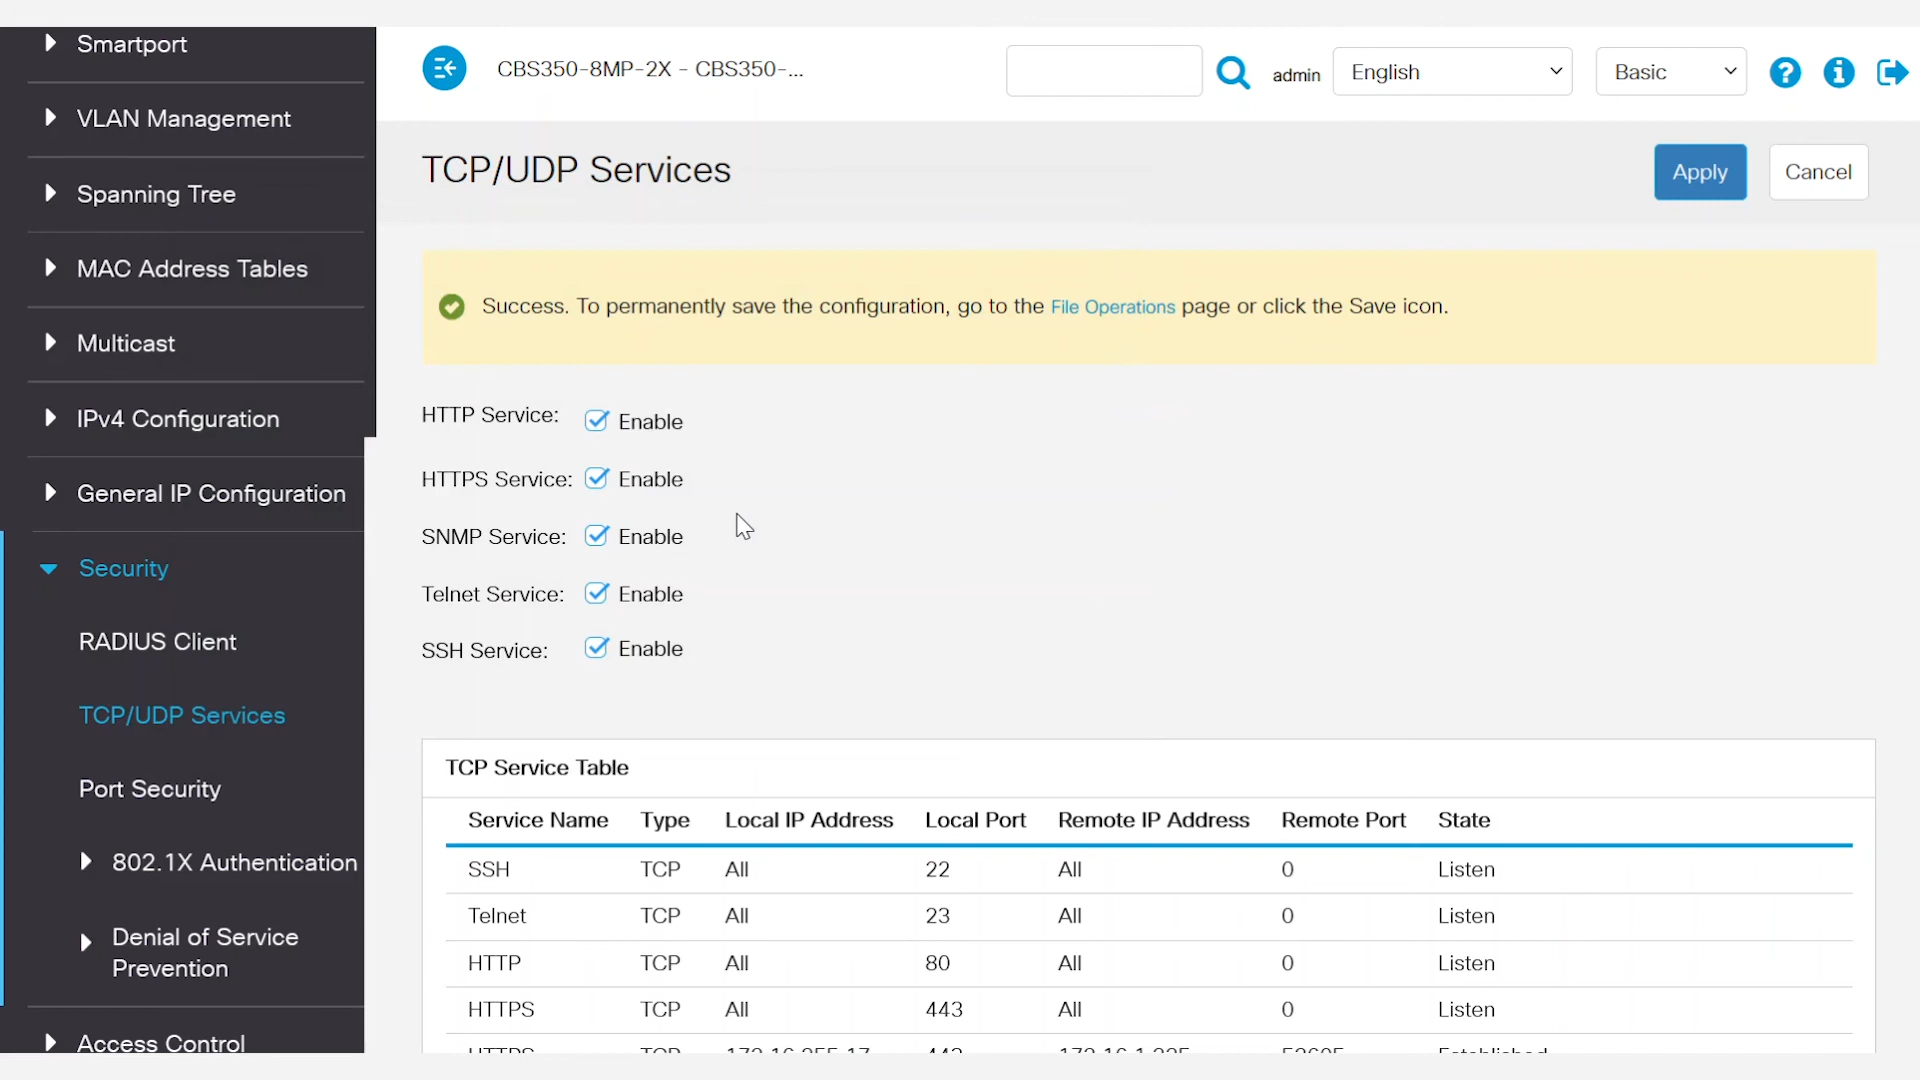 Smartport
VLAN Management
Spanning Tree
MAC Address Tables
Multicast
IPv4 Configuration
General IP Configuration
Security
RADIUS Client
TCP/UDP Services
Port Security
802.1X Authentication
Denial of Service
Prevention
Access Control
CBS350-8MP-2X - CBS350-...
admin
English
Basic
TCP/UDP Services
Apply
Cancel
Success. To permanently save the configuration, go to the File Operations page or click the Save icon.
HTTP Service: Enable
HTTPS Service: Enable
SNMP Service: Enable
Telnet Service: Enable
SSH Service: Enable
TCP Service Table
Service Name Type Local IP Address Local Port Remote IP Address Remote Port State
SSH TCP All 22 All 0 Listen
Telnet TCP All 23 All 0 Listen
HTTP TCP All 80 All 0 Listen
HTTPS TCP All 443 All 0 Listen
HTTPS TCP 443 Established